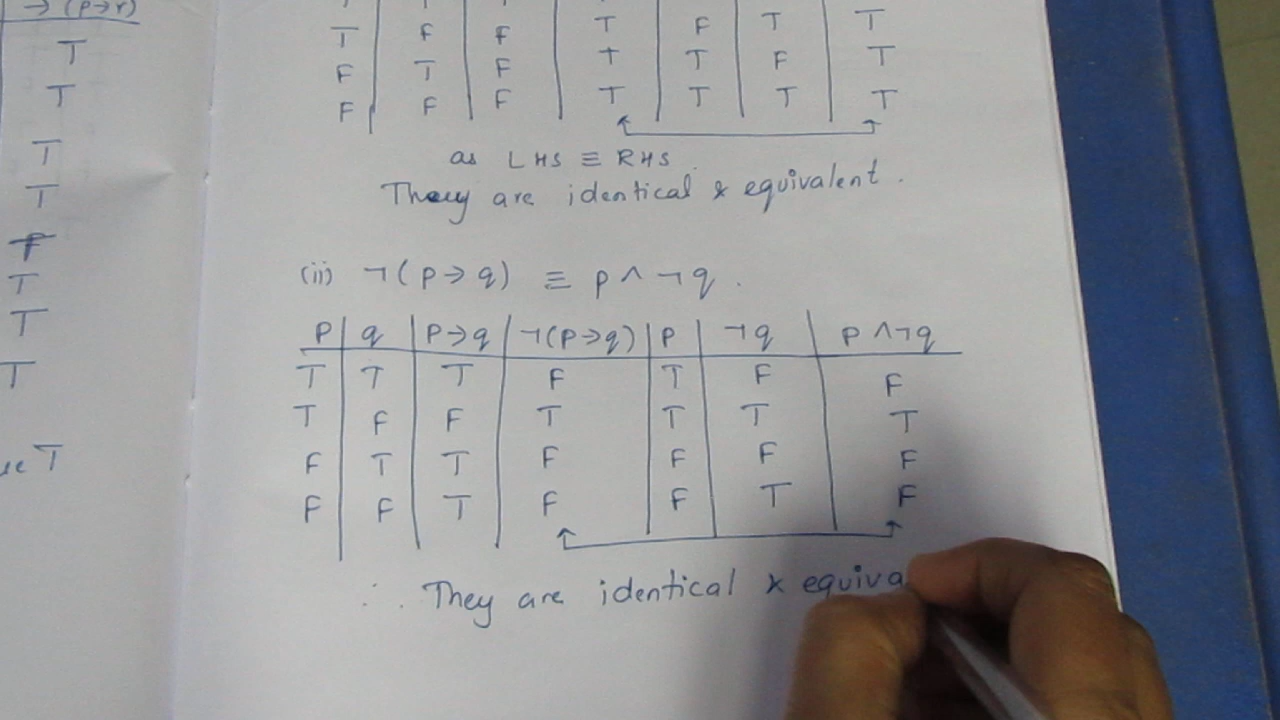 → (p→r)
T
T
T
T
F
T
T
T
T F F T F T T
F T F T T F T
F F F T T T T
as LHS ≡ RHS
They are identical & equivalent.
(ii) ¬(p→q) ≡ p ∧ ¬q.
p q p→q ¬(p→q) p ¬q p ∧ ¬q
T T T F T F F
T F F T T T T
F T T F F F F
F F T F F T F
∴ They are identical & equiva